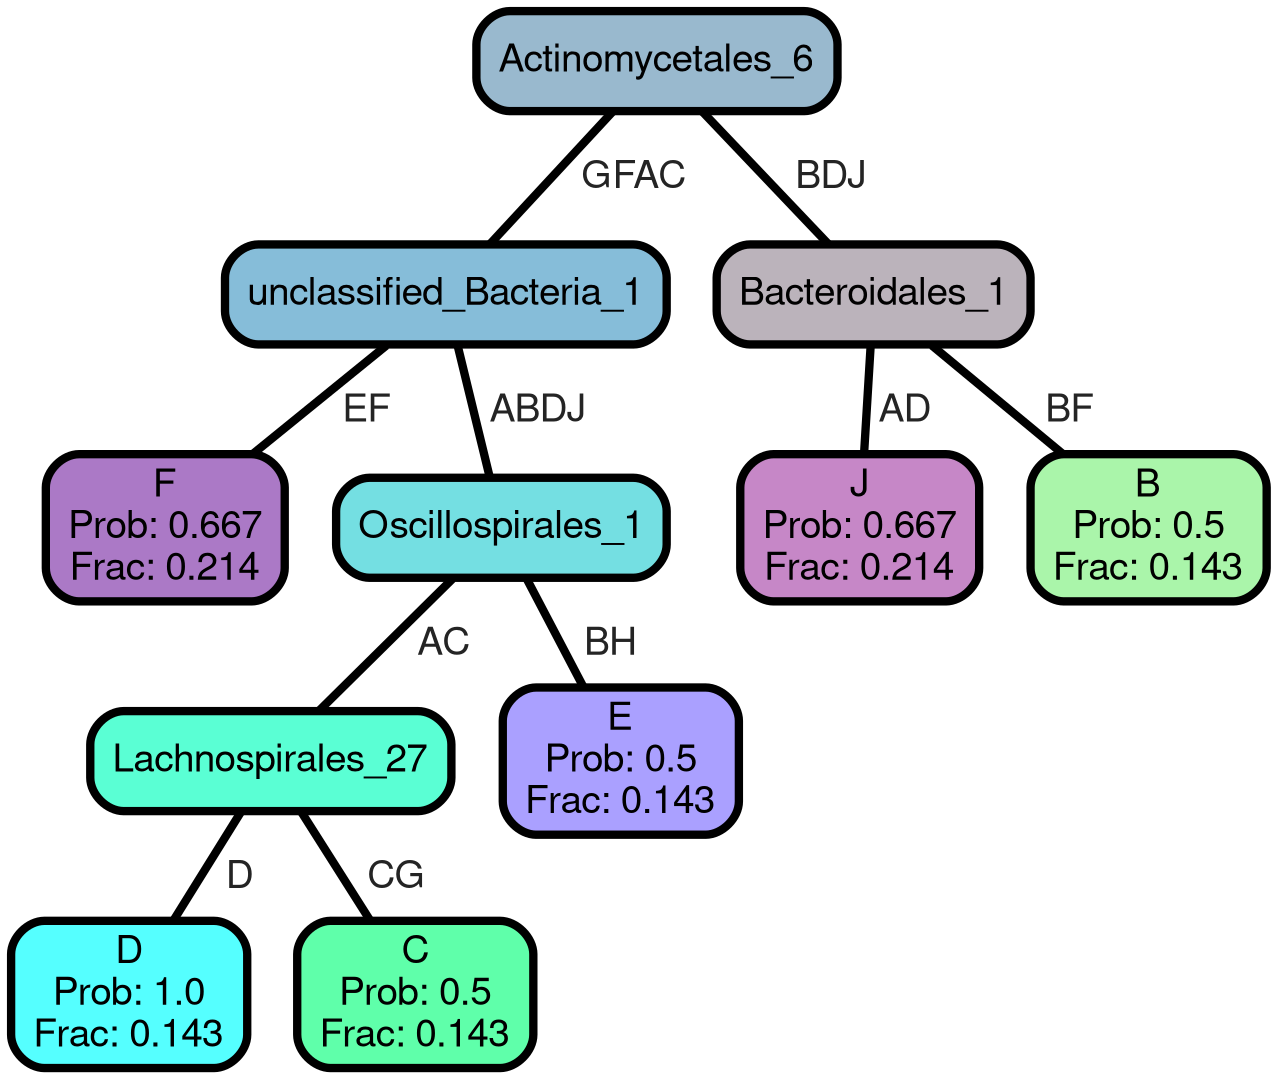 Actinomycetales_6
GFAC
BDJ
unclassified_Bacteria_1
Bacteroidales_1
EF
ABDJ
AD
BF
F
Prob: 0.667
Frac: 0.214
Oscillospirales_1
J
Prob: 0.667
Frac: 0.214
B
Prob: 0.5
Frac: 0.143
AC
BH
Lachnospirales_27
E
Prob: 0.5
Frac: 0.143
D
CG
D
Prob: 1.0
Frac: 0.143
C
Prob: 0.5
Frac: 0.143